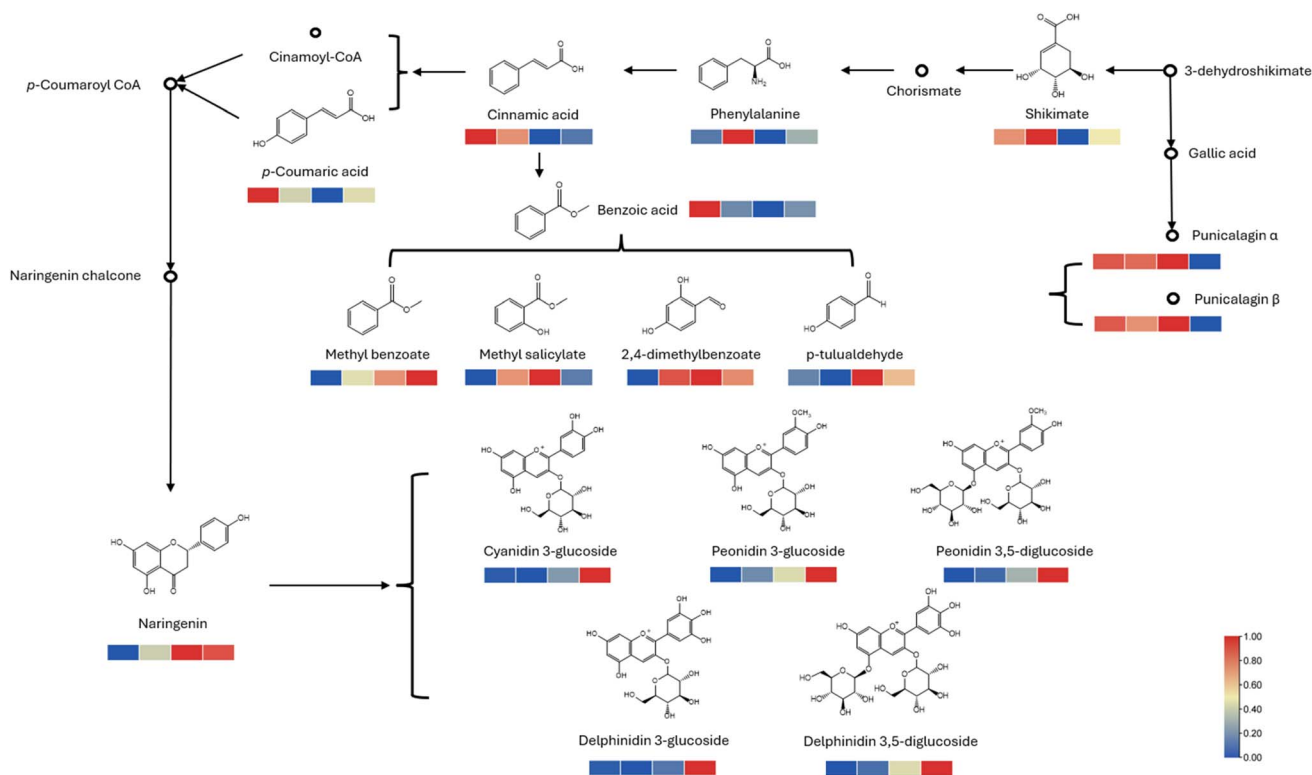 Cinamoyl-CoA
p-Coumaroyl CoA
p-Coumaric acid
Cinnamic acid
Phenylalanine
Chorismate
Shikimate
3-dehydroshikimate
Gallic acid
Punicalagin α
Punicalagin β
Benzoic acid
Naringenin chalcone
Methyl benzoate
Methyl salicylate
2,4-dimethylbenzoate
p-tulualdehyde
Cyanidin 3-glucoside
Peonidin 3-glucoside
Peonidin 3,5-diglucoside
Naringenin
Delphinidin 3-glucoside
Delphinidin 3,5-diglucoside
1.00
0.80
0.60
0.40
0.20
0.00